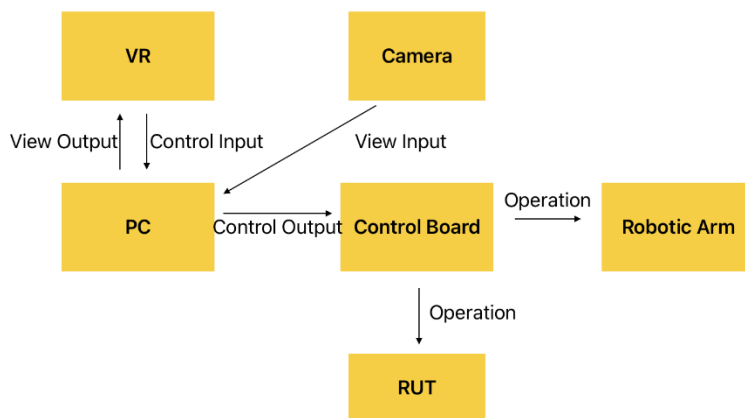 VR
Camera
View Output
Control Input
View Input
PC
Control Output
Control Board
Operation
Robotic Arm
Operation
RUT